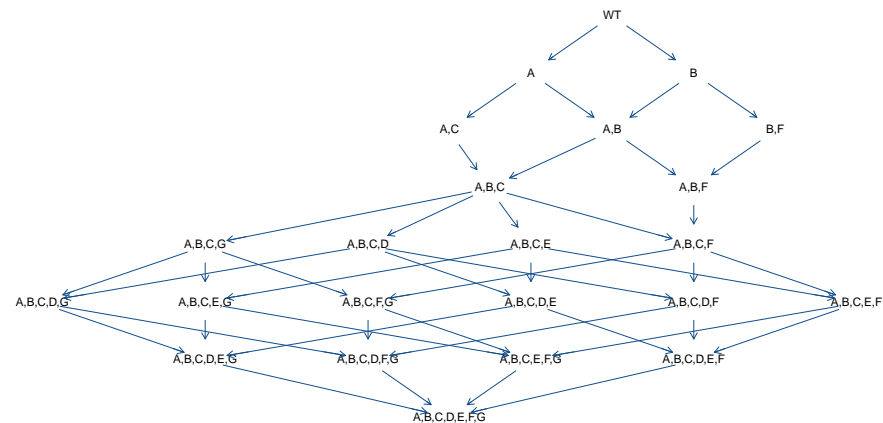 WT
A
B
A,C
A,B
B,F
A,B,C
A,B,F
A,B,C,G
A,B,C,D
A,B,C,E
A,B,C,F
A,B,C,D,G
A,B,C,E,G
A,B,C,F,G
A,B,C,D,E
A,B,C,D,F
A,B,C,E,F
A,B,C,D,E,G
A,B,C,D,F,G
A,B,C,E,F,G
A,B,C,D,E,F
A,B,C,D,E,F,G